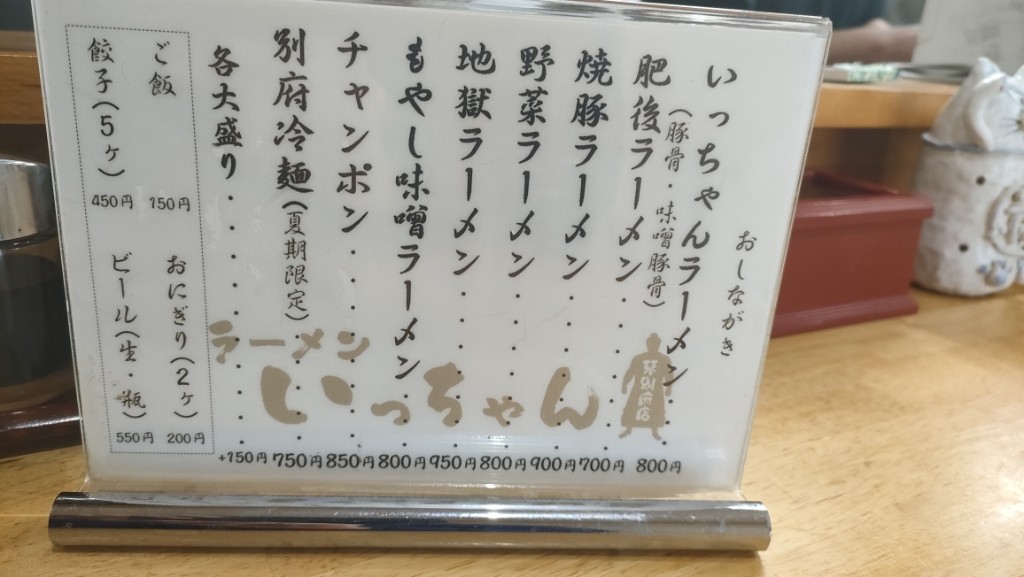 おしながき
いっちゃんラーメン・・800円
(豚骨・味噌豚骨)
肥後ラーメン・・・・・700円
焼豚ラーメン・・・・・900円
野菜ラーメン・・・・・800円
地獄ラーメン・・・・・950円
もやし味噌ラーメン・・・800円
チャンポン・・・・・・850円
別府冷麺(夏期限定)・・・750円
各大盛り・・・・・・+150円
ご飯 150円
おにぎり(2ヶ) 200円
餃子(5ヶ) 450円
ビール(生・瓶) 550円
ラーメン
いっちゃん